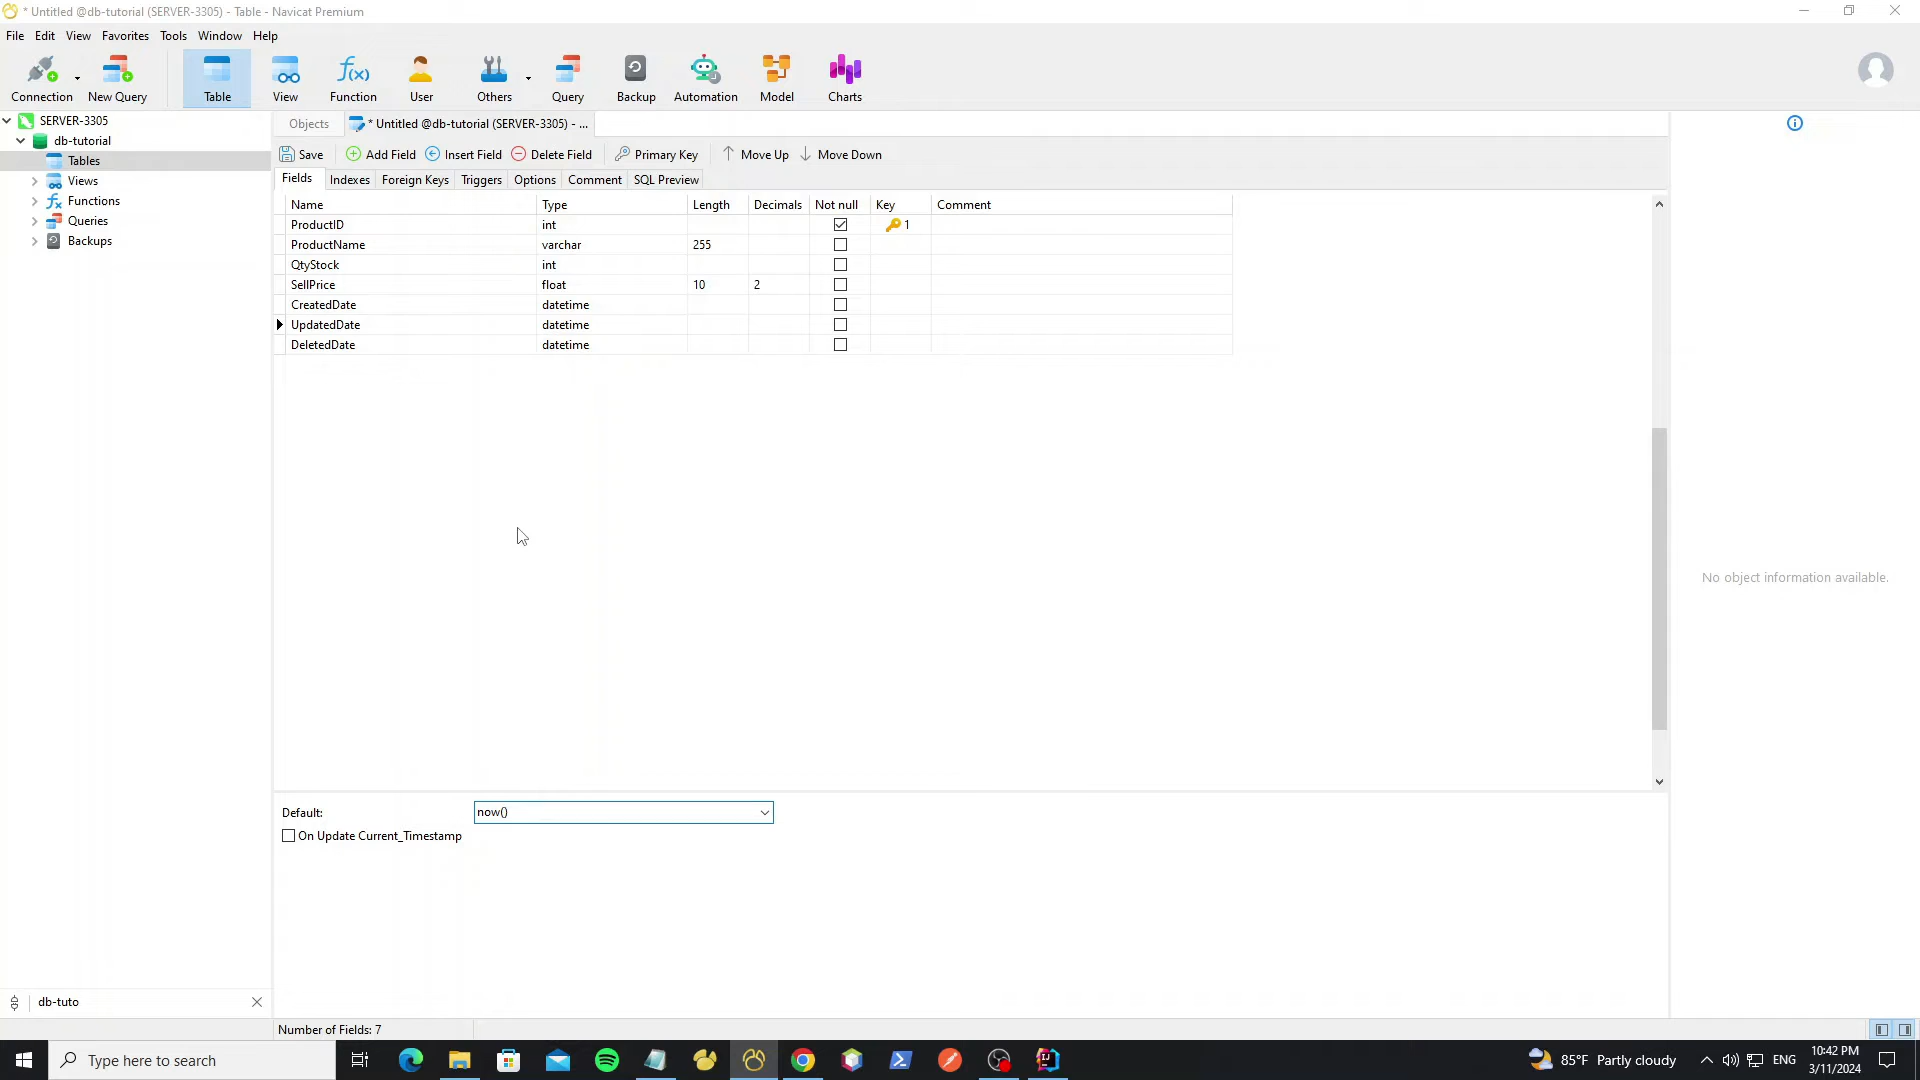 * Untitled @db-tutorial (SERVER-3305) - Table - Navicat Premium
File Edit View Favorites Tools Window Help
Connection New Query Table View Function User Others Query Backup Automation Model Charts
SERVER-3305
db-tutorial
Tables
Views
Functions
Queries
Backups
Objects * Untitled @db-tutorial (SERVER-3305) - ...
Save Add Field Insert Field Delete Field Primary Key Move Up Move Down
Fields Indexes Foreign Keys Triggers Options Comment SQL Preview
Name Type Length Decimals Not null Key Comment
ProductID int 1
ProductName varchar 255
QtyStock int
SellPrice float 10 2
CreatedDate datetime
UpdatedDate datetime
DeletedDate datetime
No object information available.
Default: now()
On Update Current_Timestamp
db-tuto
Number of Fields: 7
Type here to search
85°F Partly cloudy
ENG
10:42 PM
3/11/2024